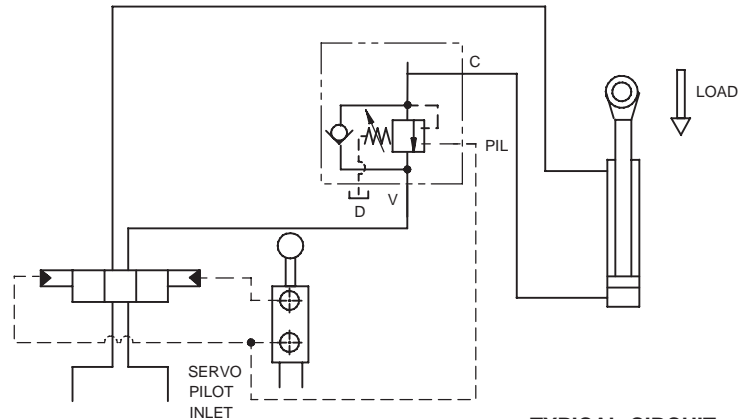 C
LOAD
PIL
V
D
SERVO
PILOT
INLET
TYPICAL CIRCUIT